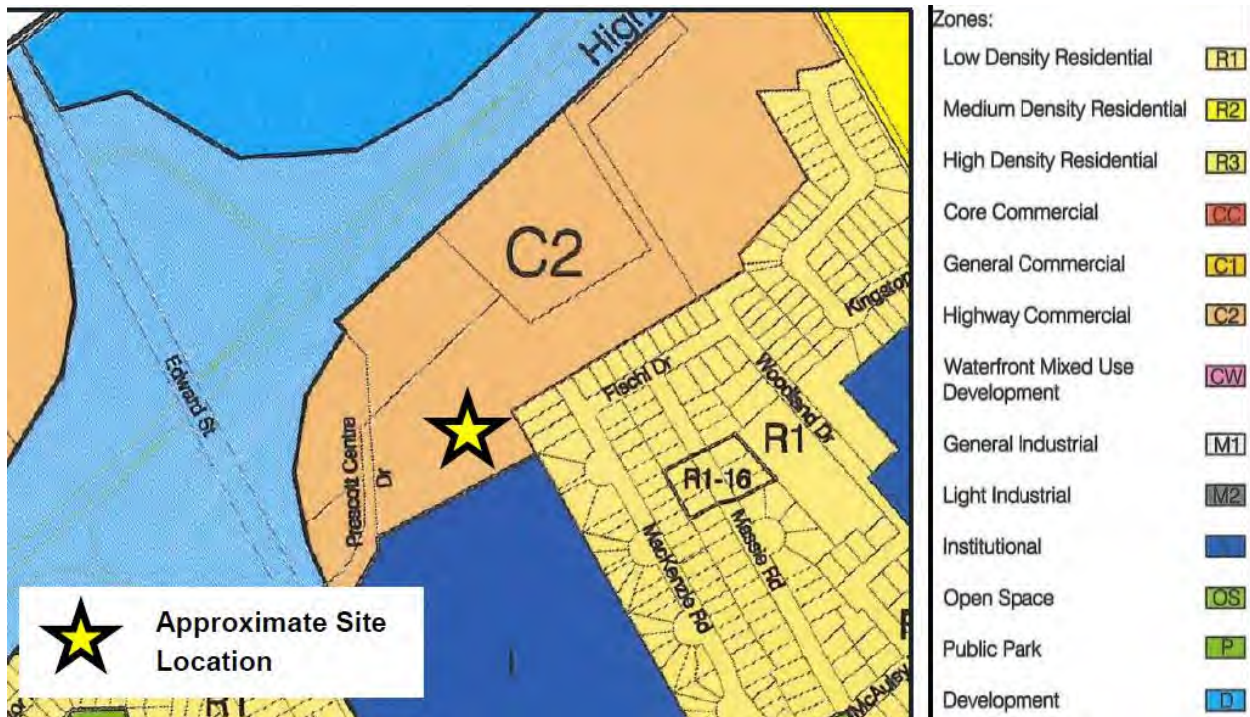 High
C2
Edward St
Prescott Centre
Dr
Fischl Dr
Woodland Dr
R1
R1-16
MacKenzie Rd
Massie Rd
McAuley
I
R1
Approximate Site
Location
Zones:
Low Density Residential R1
Medium Density Residential R2
High Density Residential R3
Core Commercial CC
General Commercial C1
Highway Commercial C2
Waterfront Mixed Use
Development CW
General Industrial M1
Light Industrial M2
Institutional
Open Space OS
Public Park P
Development D